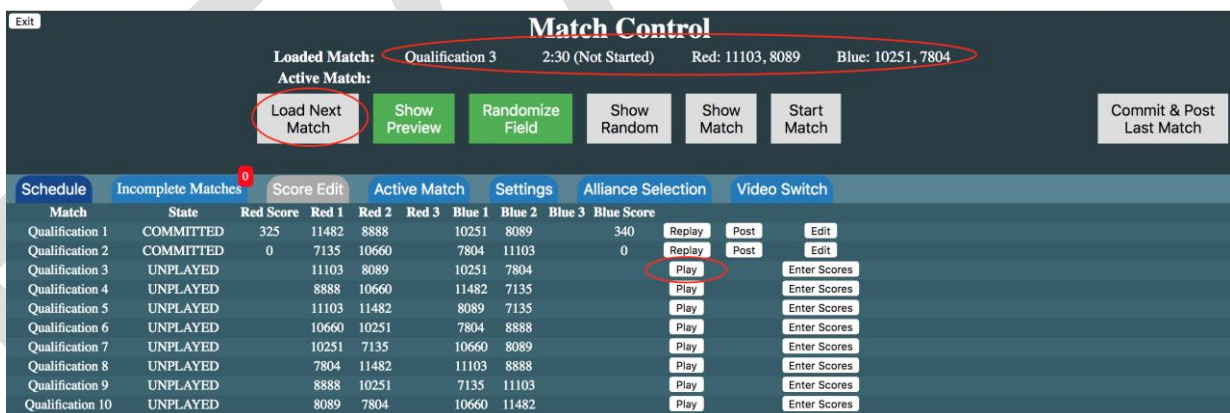 Exit
Match Control
Loaded Match: Qualification 3 2:30 (Not Started) Red: 11103, 8089 Blue: 10251, 7804
Active Match:
Load Next Match Show Preview Randomize Field Show Random Show Match Start Match Commit & Post Last Match
Schedule Incomplete Matches 0 Score Edit Active Match Settings Alliance Selection Video Switch
Match State Red Score Red 1 Red 2 Red 3 Blue 1 Blue 2 Blue 3 Blue Score
Qualification 1 COMMITTED 325 11482 8888 10251 8089 340 Replay Post Edit
Qualification 2 COMMITTED 0 7135 10660 7804 11103 0 Replay Post Edit
Qualification 3 UNPLAYED 11103 8089 10251 7804 Play Enter Scores
Qualification 4 UNPLAYED 8888 10660 11482 7135 Play Enter Scores
Qualification 5 UNPLAYED 11103 11482 8089 7135 Play Enter Scores
Qualification 6 UNPLAYED 10660 10251 7804 8888 Play Enter Scores
Qualification 7 UNPLAYED 10251 7135 10660 8089 Play Enter Scores
Qualification 8 UNPLAYED 7804 11482 11103 8888 Play Enter Scores
Qualification 9 UNPLAYED 8888 10251 7135 11103 Play Enter Scores
Qualification 10 UNPLAYED 8089 7804 10660 11482 Play Enter Scores